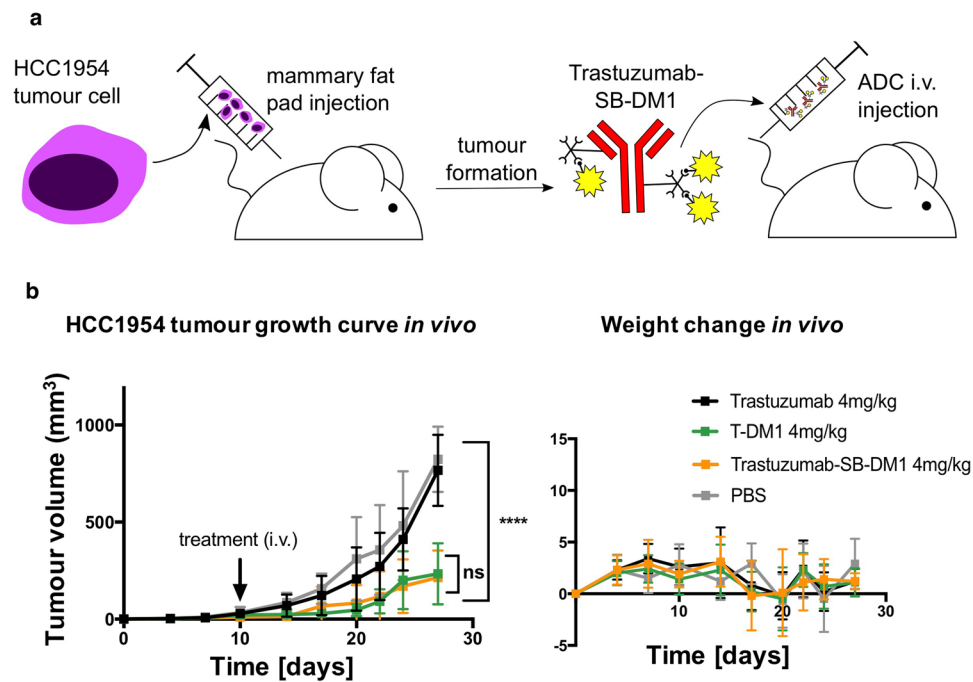 a
HCC1954
tumour cell
mammary fat
pad injection
tumour
formation
Trastuzumab-
SB-DM1
ADC i.v.
injection
b
HCC1954 tumour growth curve in vivo
Tumour volume (mm³)
1000
500
0
treatment (i.v.)
****
ns
0
10
20
30
Time [days]
Weight change in vivo
Trastuzumab 4mg/kg
T-DM1 4mg/kg
Trastuzumab-SB-DM1 4mg/kg
PBS
15
10
5
0
-5
10
20
30
Time [days]